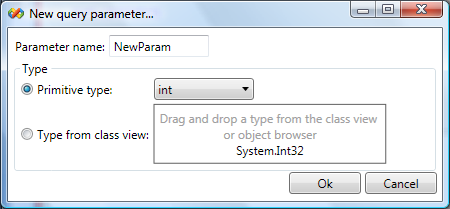 New query parameter...
Parameter name: NewParam
Type
Primitive type: int
Type from class view: Drag and drop a type from the class view
or object browser
System.Int32
Ok Cancel